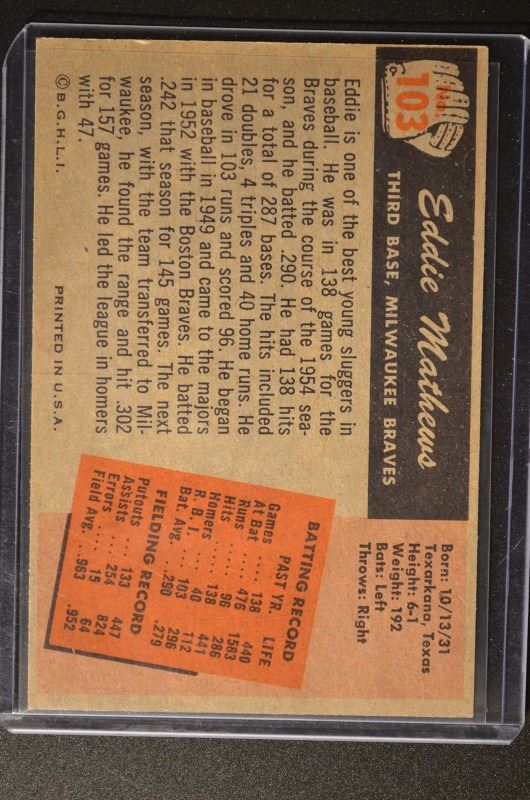 No.
103
Eddie Mathews
THIRD BASE, MILWAUKEE BRAVES
Born: 10/13/31
Texarkana, Texas
Height: 6-1
Weight: 192
Bats: Left
Throws: Right
Eddie is one of the best young sluggers in
baseball. He was in 138 games for the
Braves during the course of the 1954 sea-
son, and he batted .290. He had 138 hits
for a total of 287 bases. The hits included
21 doubles, 4 triples and 40 home runs. He
drove in 103 runs and scored 96. He began
in baseball in 1949 and came to the majors
in 1952 with the Boston Braves. He batted
.242 that season for 145 games. The next
season, with the team transferred to Mil-
waukee, he found the range and hit .302
for 157 games. He led the league in homers
with 47.
BATTING RECORD
PAST YR. LIFE
Games .... 138 440
At Bat .... 476 1583
Runs ..... 96 286
Hits ...... 138 441
Homers .. 40 112
R. B. I. ... 103 296
Bat. Avg. .290 .279
FIELDING RECORD
Putouts ... 133 447
Assists .... 254 824
Errors .... 15 64
Field Avg. .. .963 .952
©B.G.H.L.I.
PRINTED IN U.S.A.